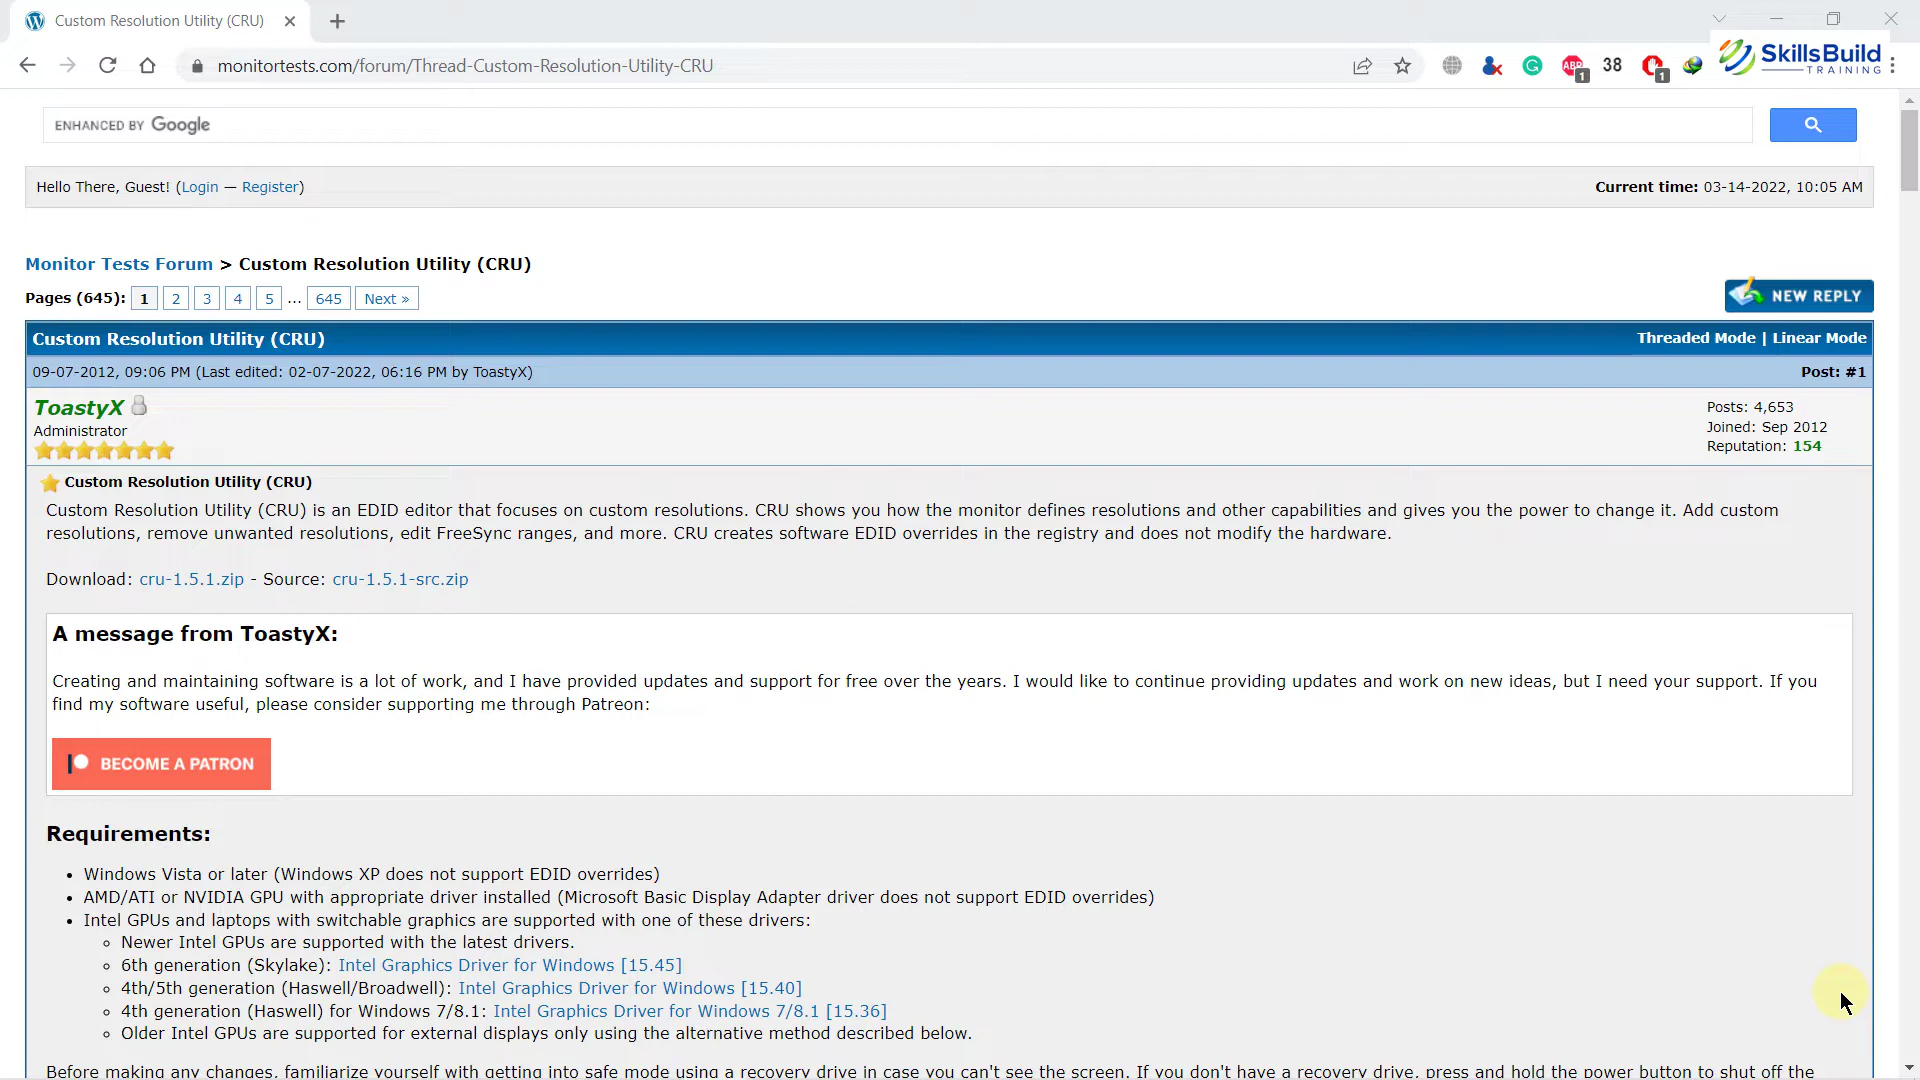 Custom Resolution Utility (CRU)
monitortests.com/forum/Thread-Custom-Resolution-Utility-CRU
ABP 1
38
1
SkillsBuild
TRAINING
ENHANCED BY Google
Hello There, Guest! (Login — Register)
Current time: 03-14-2022, 10:05 AM
Monitor Tests Forum > Custom Resolution Utility (CRU)
Pages (645): 1 2 3 4 5 ... 645 Next »
NEW REPLY
Custom Resolution Utility (CRU)
Threaded Mode | Linear Mode
09-07-2012, 09:06 PM (Last edited: 02-07-2022, 06:16 PM by ToastyX)
Post: #1
ToastyX
Administrator
Posts: 4,653
Joined: Sep 2012
Reputation: 154
Custom Resolution Utility (CRU)
Custom Resolution Utility (CRU) is an EDID editor that focuses on custom resolutions. CRU shows you how the monitor defines resolutions and other capabilities and gives you the power to change it. Add custom
resolutions, remove unwanted resolutions, edit FreeSync ranges, and more. CRU creates software EDID overrides in the registry and does not modify the hardware.
Download: cru-1.5.1.zip - Source: cru-1.5.1-src.zip
A message from ToastyX:
Creating and maintaining software is a lot of work, and I have provided updates and support for free over the years. I would like to continue providing updates and work on new ideas, but I need your support. If you
find my software useful, please consider supporting me through Patreon:
BECOME A PATRON
Requirements:
• Windows Vista or later (Windows XP does not support EDID overrides)
• AMD/ATI or NVIDIA GPU with appropriate driver installed (Microsoft Basic Display Adapter driver does not support EDID overrides)
• Intel GPUs and laptops with switchable graphics are supported with one of these drivers:
◦ Newer Intel GPUs are supported with the latest drivers.
◦ 6th generation (Skylake): Intel Graphics Driver for Windows [15.45]
◦ 4th/5th generation (Haswell/Broadwell): Intel Graphics Driver for Windows [15.40]
◦ 4th generation (Haswell) for Windows 7/8.1: Intel Graphics Driver for Windows 7/8.1 [15.36]
◦ Older Intel GPUs are supported for external displays only using the alternative method described below.
Before making any changes, familiarize yourself with getting into safe mode using a recovery drive in case you can't see the screen. If you don't have a recovery drive, press and hold the power button to shut off the